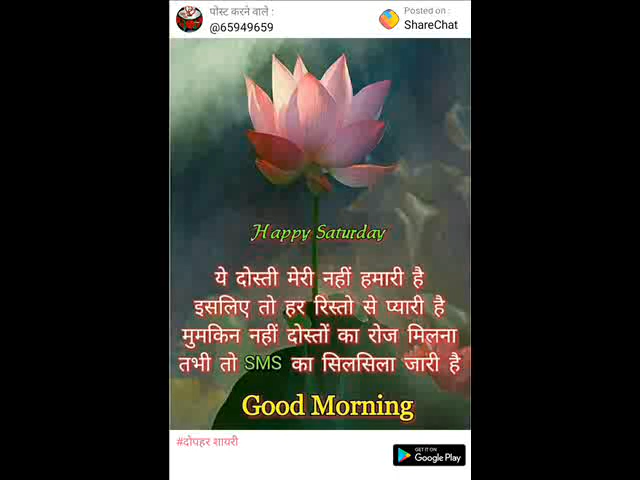 पोस्ट करने वाले :
@65949659
Posted on :
ShareChat
Happy Saturday
ये दोस्ती मेरी नहीं हमारी है
इसलिए तो हर रिस्तो से प्यारी है
मुमकिन नहीं दोस्तों का रोज मिलना
तभी तो SMS का सिलसिला जारी है
Good Morning
#दोपहर शायरी
GET IT ON
Google Play